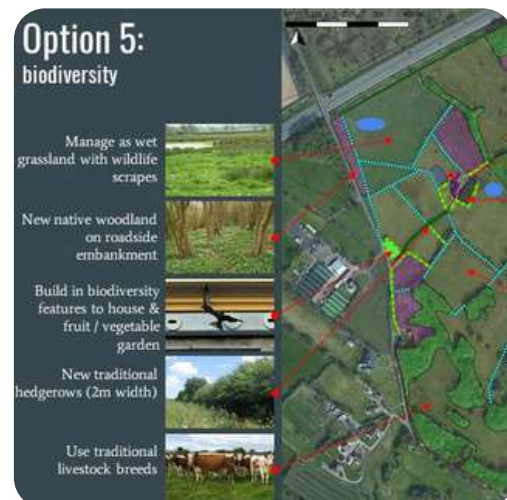 Option 5:
biodiversity
Manage as wet
grassland with wildlife
scrapes
New native woodland
on roadside
embankment
Build in biodiversity
features to house &
fruit / vegetable
garden
New traditional
hedgerows (2m width)
Use traditional
livestock breeds